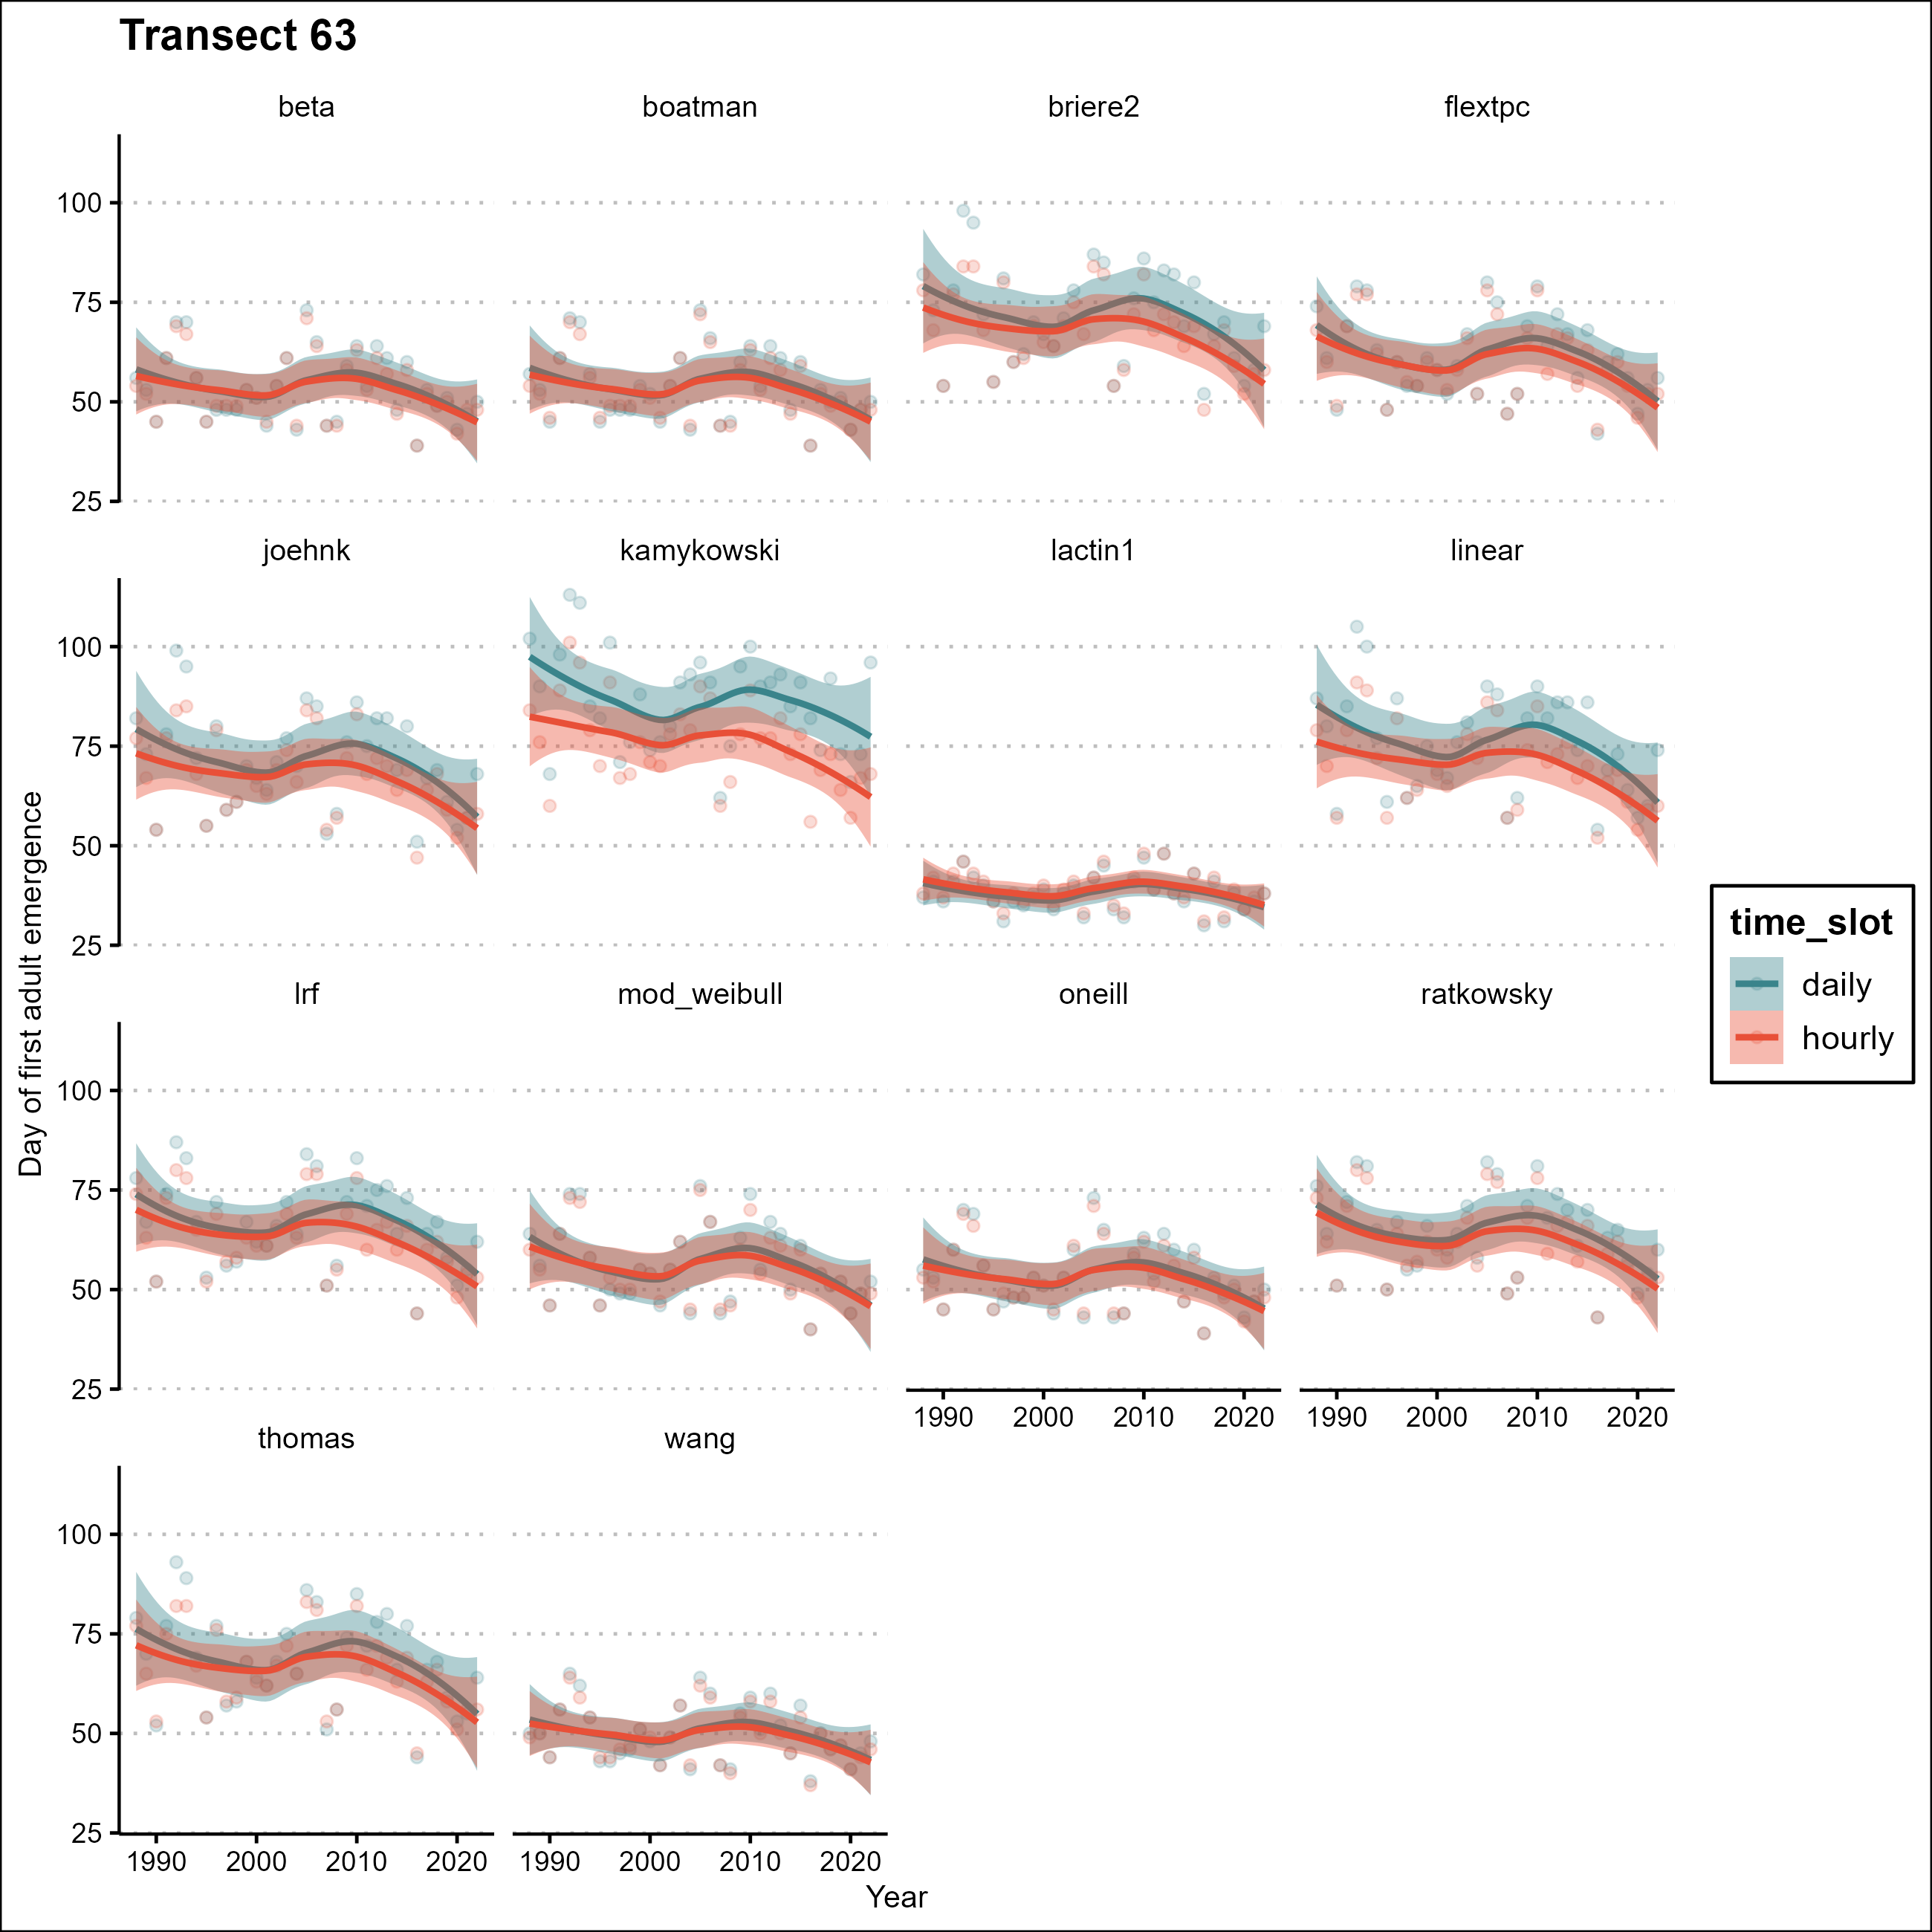 Transect 63
beta boatman briere2 flextpc
100
75
50
25
joehnk kamykowski lactin1 linear
100
75
50
25
Day of first adult emergence
time_slot
daily
hourly
lrf mod_weibull oneill ratkowsky
100
75
50
25
1990 2000 2010 2020 1990 2000 2010 2020
thomas wang
100
75
50
25
1990 2000 2010 2020 1990 2000 2010 2020
Year